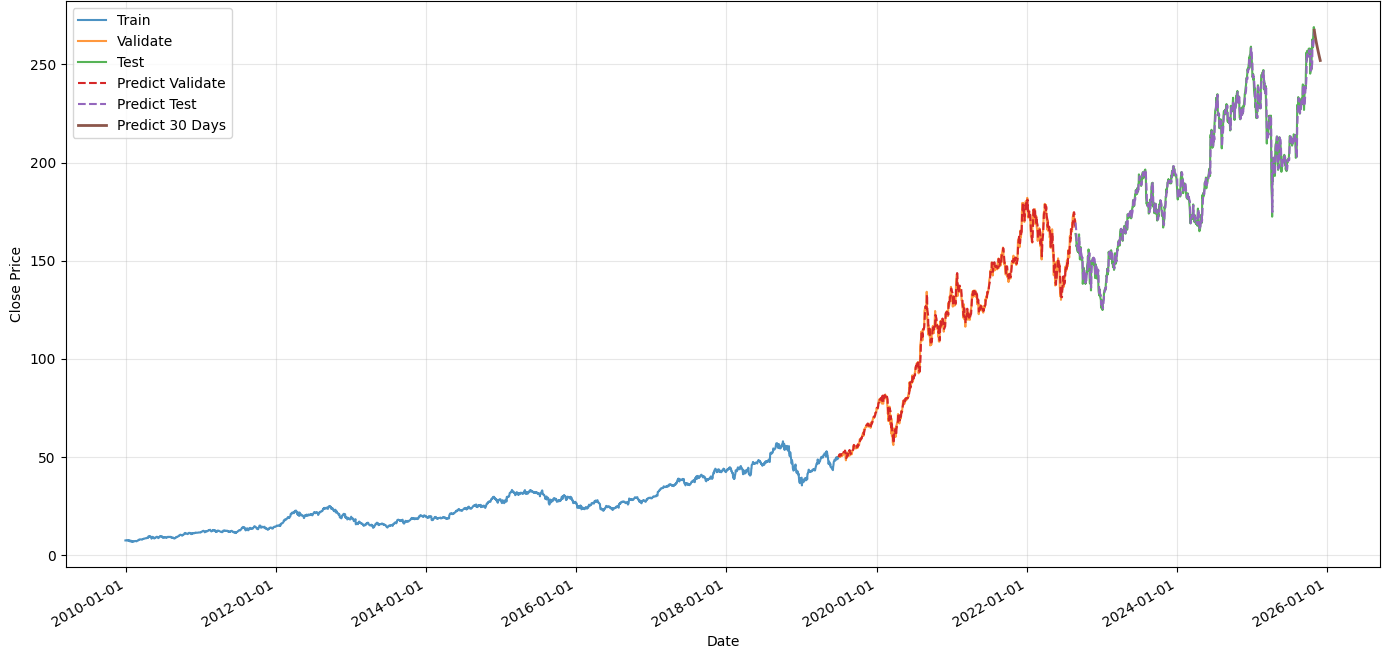 Train
Validate
Test
Predict Validate
Predict Test
Predict 30 Days
Close Price
250
200
150
100
50
0
2010-01-01
2012-01-01
2014-01-01
2016-01-01
2018-01-01
2020-01-01
2022-01-01
2024-01-01
2026-01-01
Date